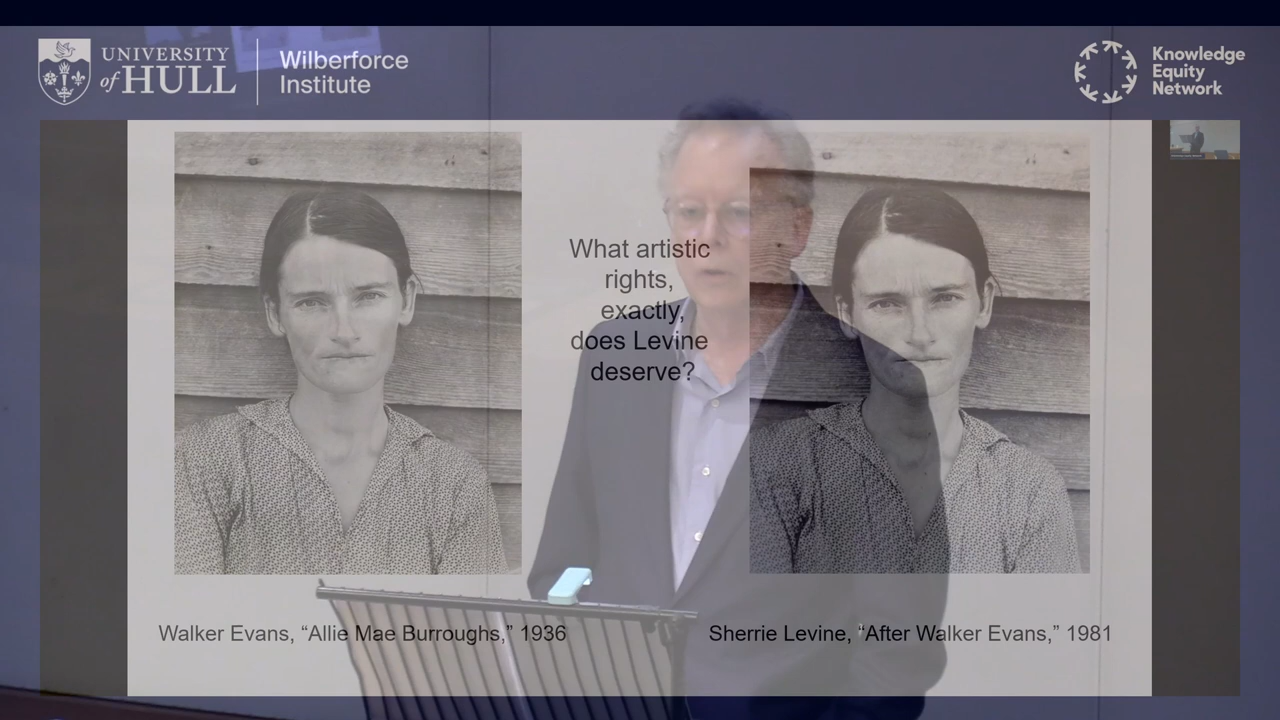 UNIVERSITY
of HULL
Wilberforce
Institute
Knowledge
Equity
Network
What artistic
rights,
exactly,
does Levine
deserve?
Walker Evans, “Allie Mae Burroughs,” 1936
Sherrie Levine, “After Walker Evans,” 1981